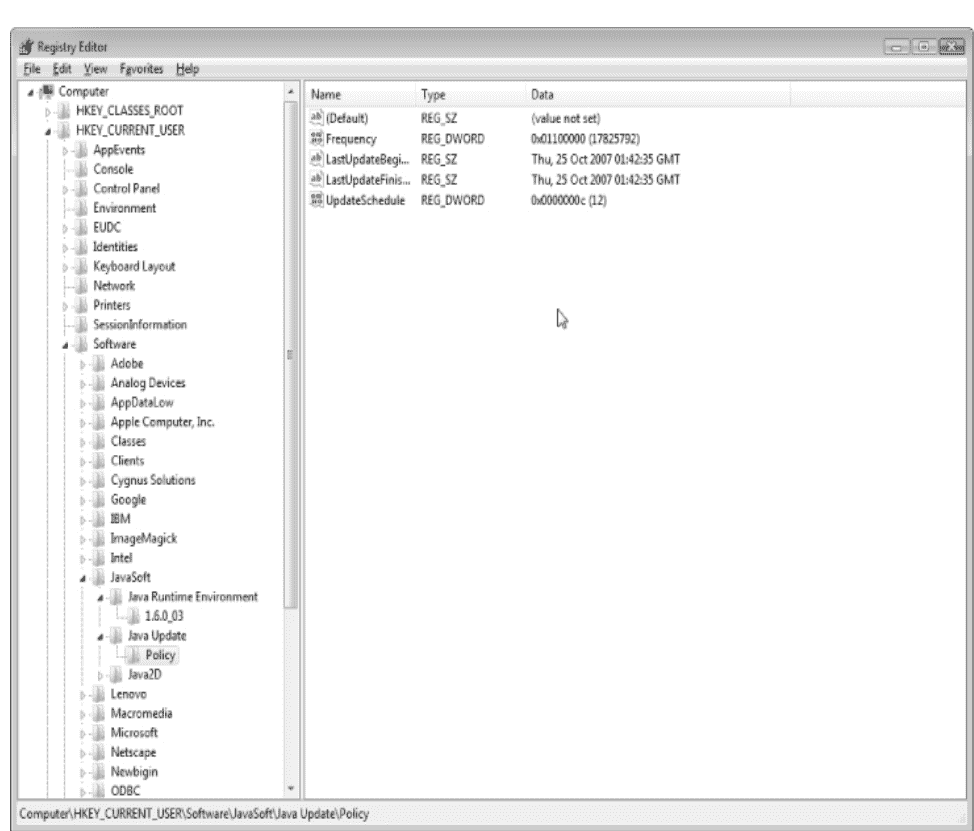 Registry Editor
File Edit View Favorites Help
Computer
HKEY_CLASSES_ROOT
HKEY_CURRENT_USER
AppEvents
Console
Control Panel
Environment
EUDC
Identities
Keyboard Layout
Network
Printers
SessionInformation
Software
Adobe
Analog Devices
AppDataLow
Apple Computer, Inc.
Classes
Clients
Cygnus Solutions
Google
IBM
ImageMagick
Intel
JavaSoft
Java Runtime Environment
1.6.0_03
Java Update
Policy
Java2D
Lenovo
Macromedia
Microsoft
Netscape
Newbigin
ODBC
Name Type Data
(Default) REG_SZ (value not set)
Frequency REG_DWORD 0x01100000 (17825792)
LastUpdateBegi... REG_SZ Thu, 25 Oct 2007 01:42:35 GMT
LastUpdateFinis... REG_SZ Thu, 25 Oct 2007 01:42:35 GMT
UpdateSchedule REG_DWORD 0x0000000c (12)
Computer\HKEY_CURRENT_USER\Software\JavaSoft\Java Update\Policy